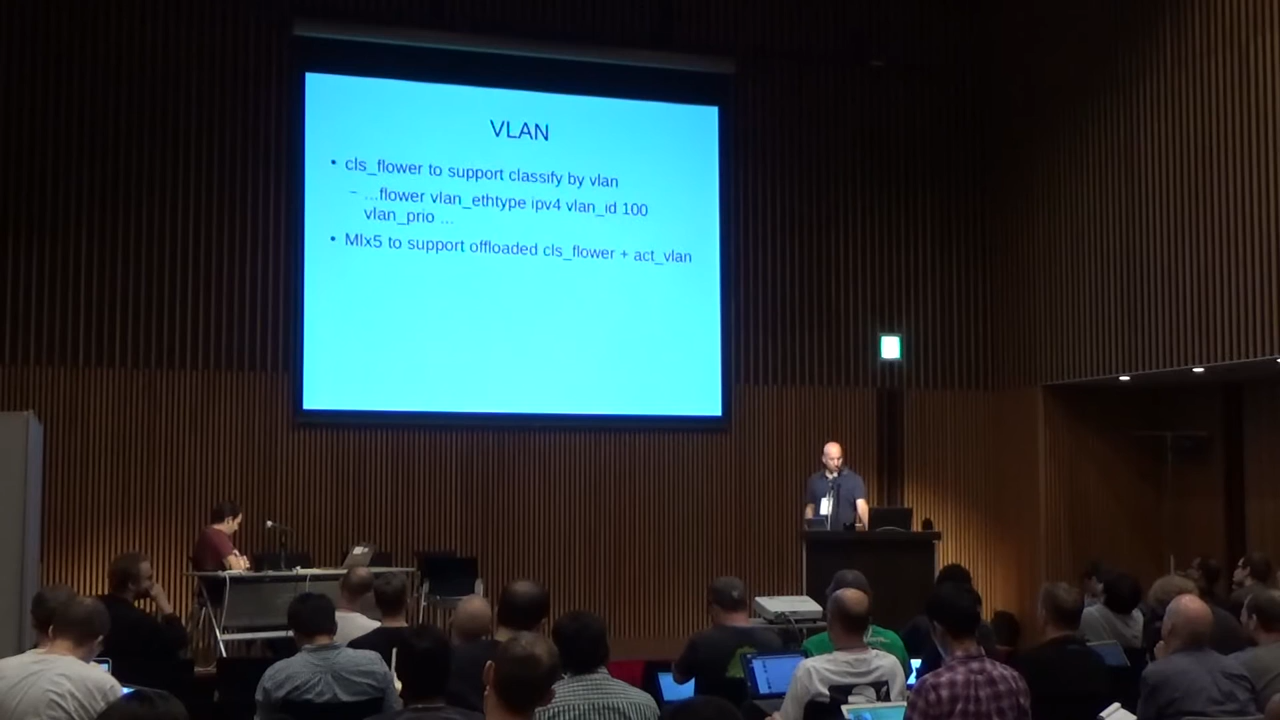 VLAN
• cls_flower to support classify by vlan
– ...flower vlan_ethtype ipv4 vlan_id 100
vlan_prio ...
• Mlx5 to support offloaded cls_flower + act_vlan